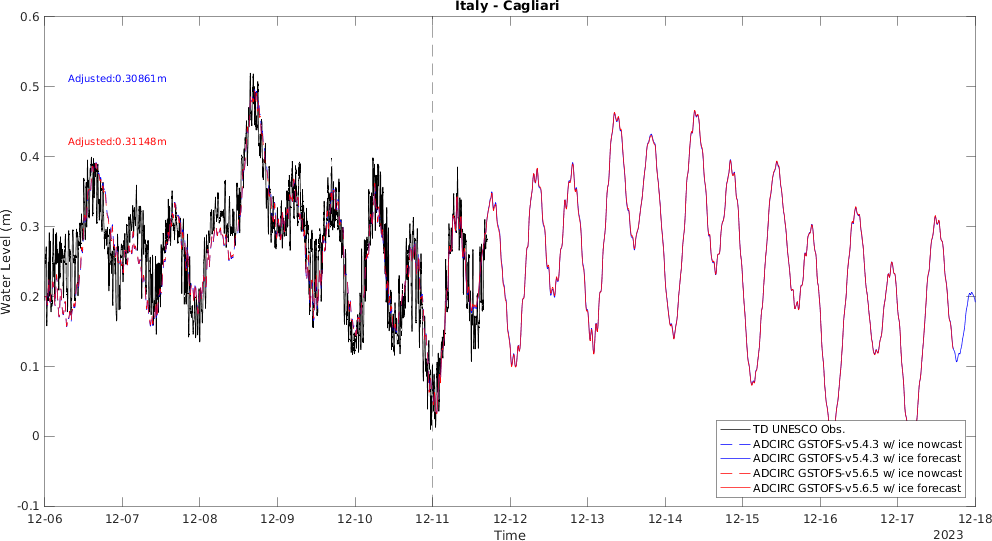 Italy - Cagliari
0.6
0.5
0.4
0.3
0.2
0.1
0
-0.1
Water Level (m)
Adjusted:0.30861m
Adjusted:0.31148m
TD UNESCO Obs.
ADCIRC GSTOFS-v5.4.3 w/ ice nowcast
ADCIRC GSTOFS-v5.4.3 w/ ice forecast
ADCIRC GSTOFS-v5.6.5 w/ ice nowcast
ADCIRC GSTOFS-v5.6.5 w/ ice forecast
12-06 12-07 12-08 12-09 12-10 12-11 12-12 12-13 12-14 12-15 12-16 12-17 12-18
Time
2023